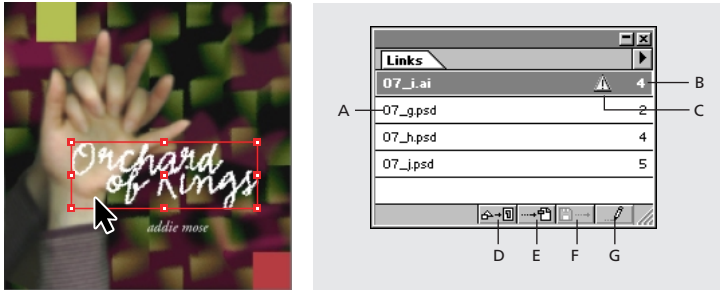 Orchard
of Kings
addie mose
Links
07_i.ai 4 B
C
A 07_g.psd 2
07_h.psd 4
07_j.psd 5
D E F G